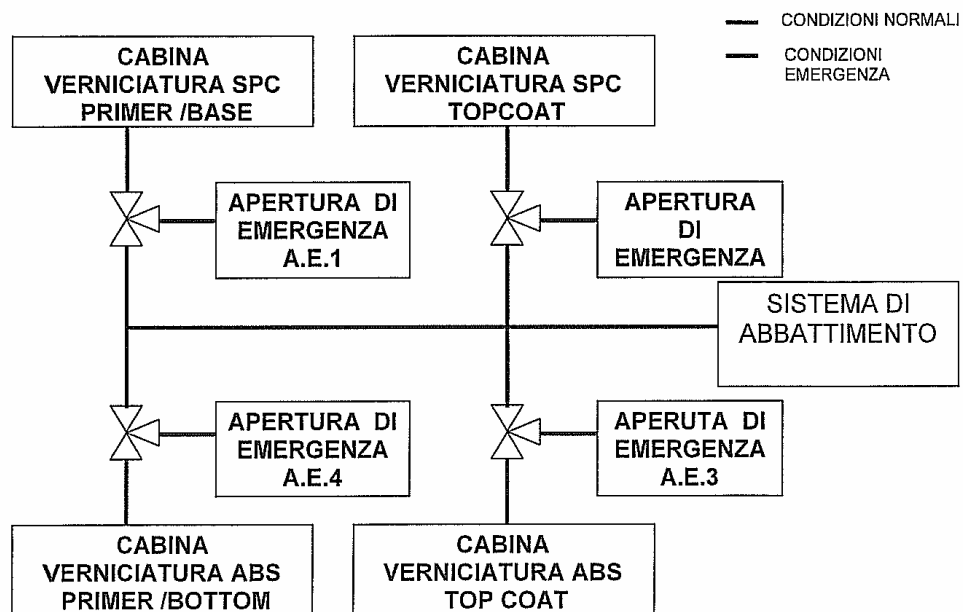 CONDIZIONI NORMALI
CONDIZIONI
EMERGENZA
CABINA
VERNICIATURA SPC
PRIMER /BASE
CABINA
VERNICIATURA SPC
TOPCOAT
APERTURA DI
EMERGENZA
A.E.1
APERTURA
DI
EMERGENZA
SISTEMA DI
ABBATTIMENTO
APERTURA DI
EMERGENZA
A.E.4
APERUTA DI
EMERGENZA
A.E.3
CABINA
VERNICIATURA ABS
PRIMER /BOTTOM
CABINA
VERNICIATURA ABS
TOP COAT